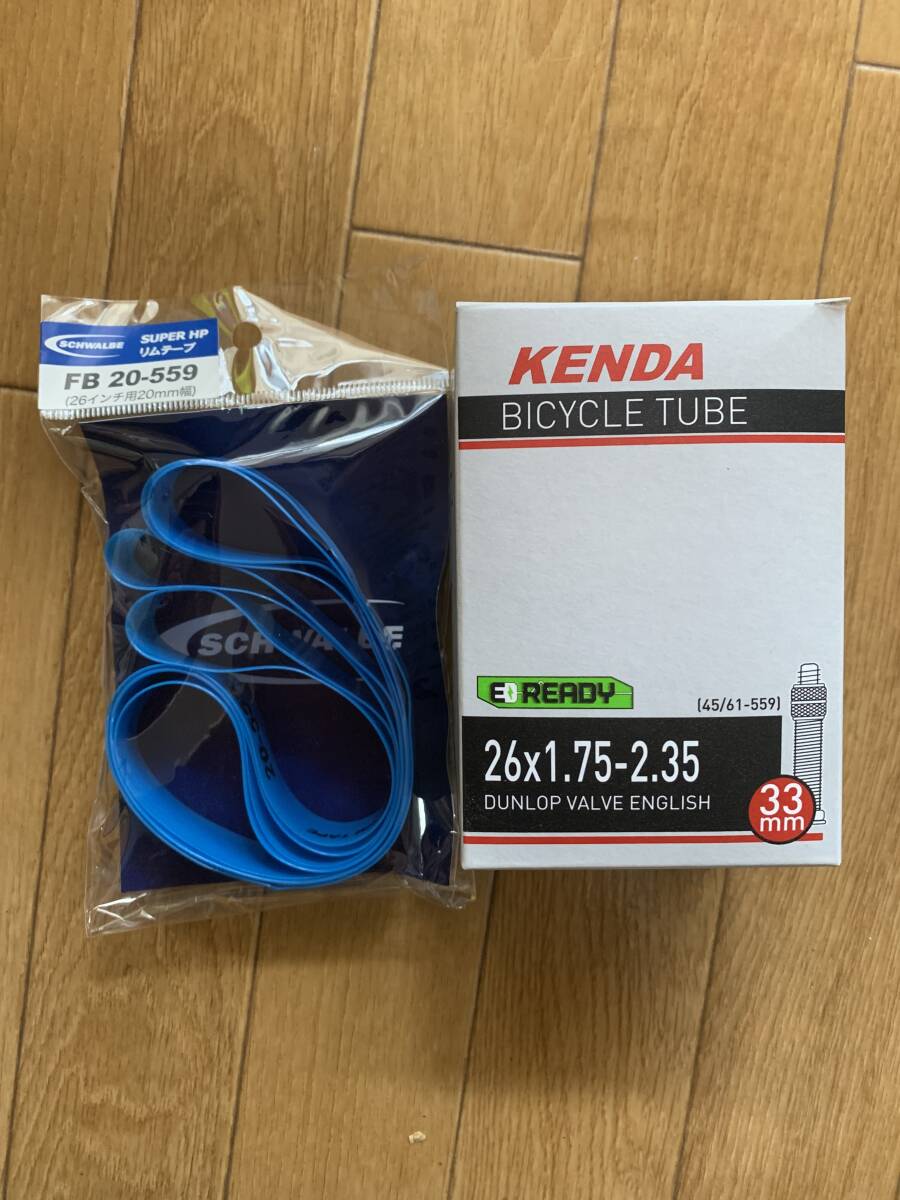 SCHWALBE
SUPER HP
リムテープ
FB 20-559
(26インチ用20mm幅)
SCHWALBE
KENDA
BICYCLE TUBE
READY
(45/61-559)
26x1.75-2.35
DUNLOP VALVE ENGLISH
33
mm